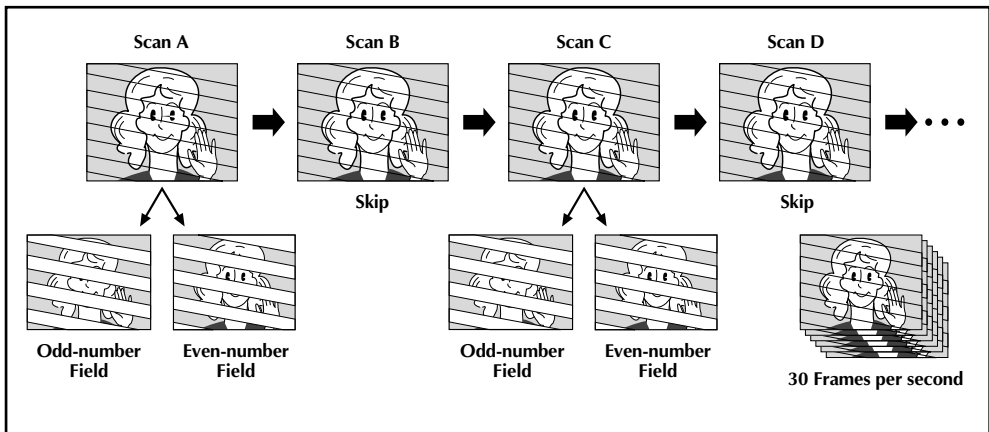 Scan A
Scan B
Scan C
Scan D
Skip
Skip
Odd-number
Field
Even-number
Field
Odd-number
Field
Even-number
Field
30 Frames per second